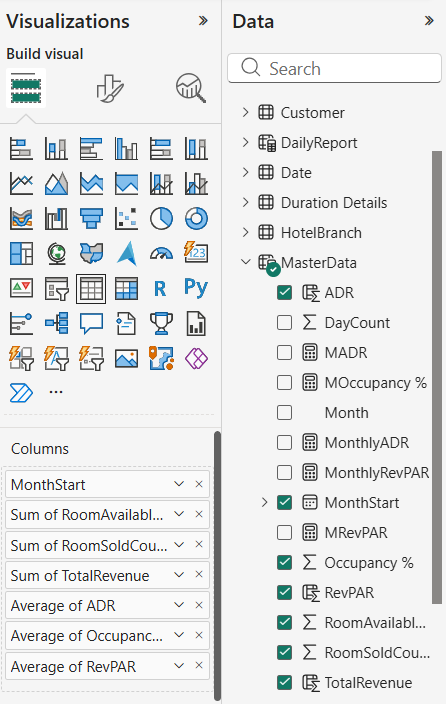 Visualizations »
Build visual
123
R Py
...
Columns
MonthStart
Sum of RoomAvailabl...
Sum of RoomSoldCou...
Sum of TotalRevenue
Average of ADR
Average of Occupanc...
Average of RevPAR
Data »
Search
Customer
DailyReport
Date
Duration Details
HotelBranch
MasterData
ADR
DayCount
MADR
MOccupancy %
Month
MonthlyADR
MonthlyRevPAR
MonthStart
MRevPAR
Occupancy %
RevPAR
RoomAvailabl...
RoomSoldCou...
TotalRevenue